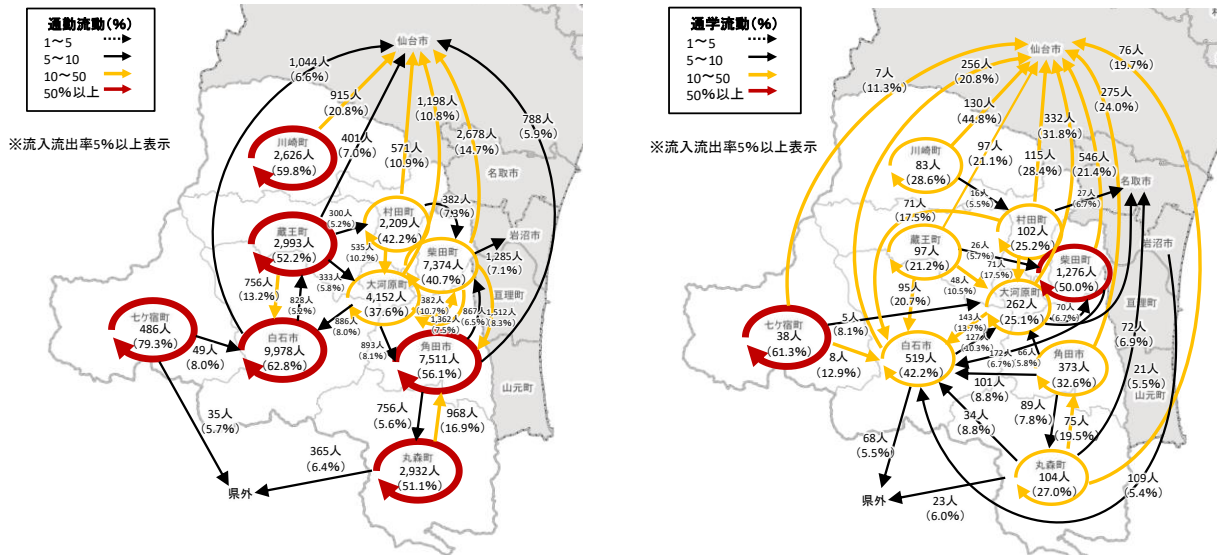 通勤流動(%)
1～5
5～10
10～50
50%以上
※流入流出率5%以上表示
仙台市
1,044人
(6.6%)
915人
(20.8%)
401人
(7.0%)
1,198人
(10.8%)
571人
(10.9%)
2,678人
(14.7%)
788人
(5.9%)
川崎町
2,626人
(59.8%)
名取市
村田町
2,209人
(42.2%)
382人
(7.3%)
300人
(5.2%)
蔵王町
2,993人
(52.2%)
535人
(10.2%)
柴田町
7,374人
(40.7%)
岩沼市
1,285人
(7.1%)
333人
(5.8%)
大河原町
4,152人
(37.6%)
亘理町
756人
(13.2%)
828人
(5.2%)
382人
(10.7%)
867人
(6.5%)
1,512人
(8.3%)
1,362人
(7.5%)
七ケ宿町
486人
(79.3%)
886人
(8.0%)
893人
(8.1%)
白石市
9,978人
(62.8%)
49人
(8.0%)
角田市
7,511人
(56.1%)
山元町
756人
(5.6%)
968人
(16.9%)
35人
(5.7%)
365人
(6.4%)
丸森町
2,932人
(51.1%)
県外
通学流動(%)
1～5
5～10
10～50
50%以上
※流入流出率5%以上表示
仙台市
7人
(11.3%)
256人
(20.8%)
76人
(19.7%)
275人
(24.0%)
130人
(44.8%)
97人
(21.1%)
332人
(31.8%)
115人
(28.4%)
546人
(21.4%)
川崎町
83人
(28.6%)
名取市
16人
(5.5%)
27人
(6.7%)
71人
(17.5%)
村田町
102人
(25.2%)
蔵王町
97人
(21.2%)
26人
(5.7%)
岩沼市
71人
(17.5%)
柴田町
1,276人
(50.0%)
48人
(10.5%)
95人
(20.7%)
大河原町
262人
(25.1%)
70人
(6.7%)
亘理町
七ケ宿町
38人
(61.3%)
5人
(8.1%)
8人
(12.9%)
143人
(13.7%)
127人
(10.3%)
172人
(6.7%)
66人
(5.8%)
72人
(6.9%)
白石市
519人
(42.2%)
角田市
373人
(32.6%)
21人
(5.5%)
山元町
101人
(8.8%)
89人
(7.8%)
34人
(8.8%)
75人
(19.5%)
68人
(5.5%)
丸森町
104人
(27.0%)
109人
(5.4%)
県外
23人
(6.0%)